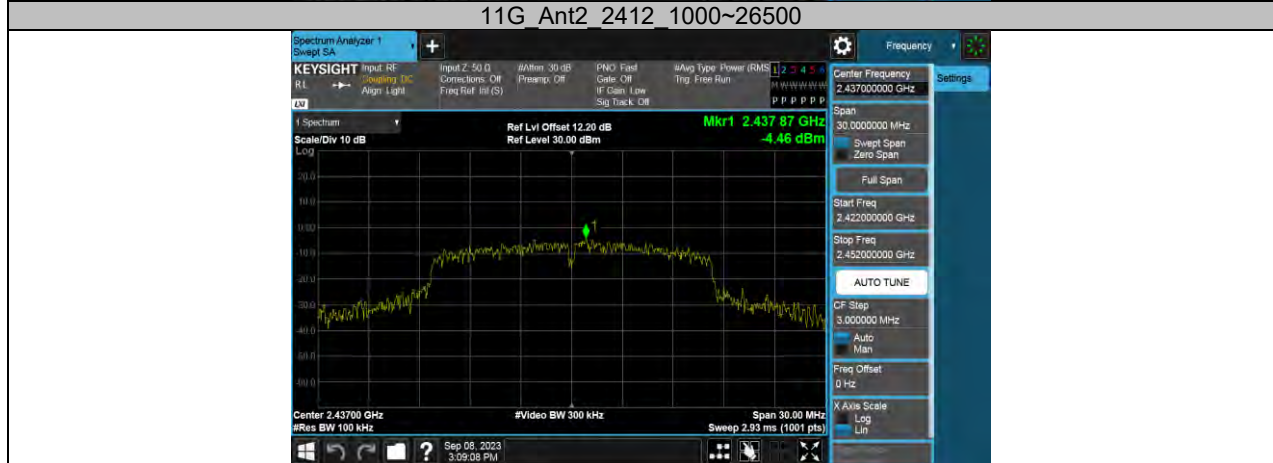 11G_Ant2_2412_1000~26500
Spectrum Analyzer 1
Swept SA
+
Frequency
KEYSIGHT
RL
LXI
Input: RF
Coupling: DC
Align: Light
Input Z: 50 Ω
Corrections: Off
Freq Ref: Int (S)
#Atten: 30 dB
Preamp: Off
PNO: Fast
Gate: Off
IF Gain: Low
Sig Track: Off
#Avg Type: Power (RMS
Trig: Free Run
1 2 3 4 5 6
M W W W W W
P P P P P P
Center Frequency
2.437000000 GHz
Settings
Span
30.0000000 MHz
Swept Span
Zero Span
Full Span
Start Freq
2.422000000 GHz
Stop Freq
2.452000000 GHz
AUTO TUNE
CF Step
3.000000 MHz
Auto
Man
Freq Offset
0 Hz
X Axis Scale
Log
Lin
1 Spectrum
Scale/Div 10 dB
Ref Lvl Offset 12.20 dB
Ref Level 30.00 dBm
Mkr1 2.437 87 GHz
-4.46 dBm
Log
20.0
10.0
0.00
-10.0
-20.0
-30.0
-40.0
-50.0
-60.0
1
Center 2.43700 GHz
#Res BW 100 kHz
#Video BW 300 kHz
Span 30.00 MHz
Sweep 2.93 ms (1001 pts)
?
Sep 08, 2023
3:09:08 PM